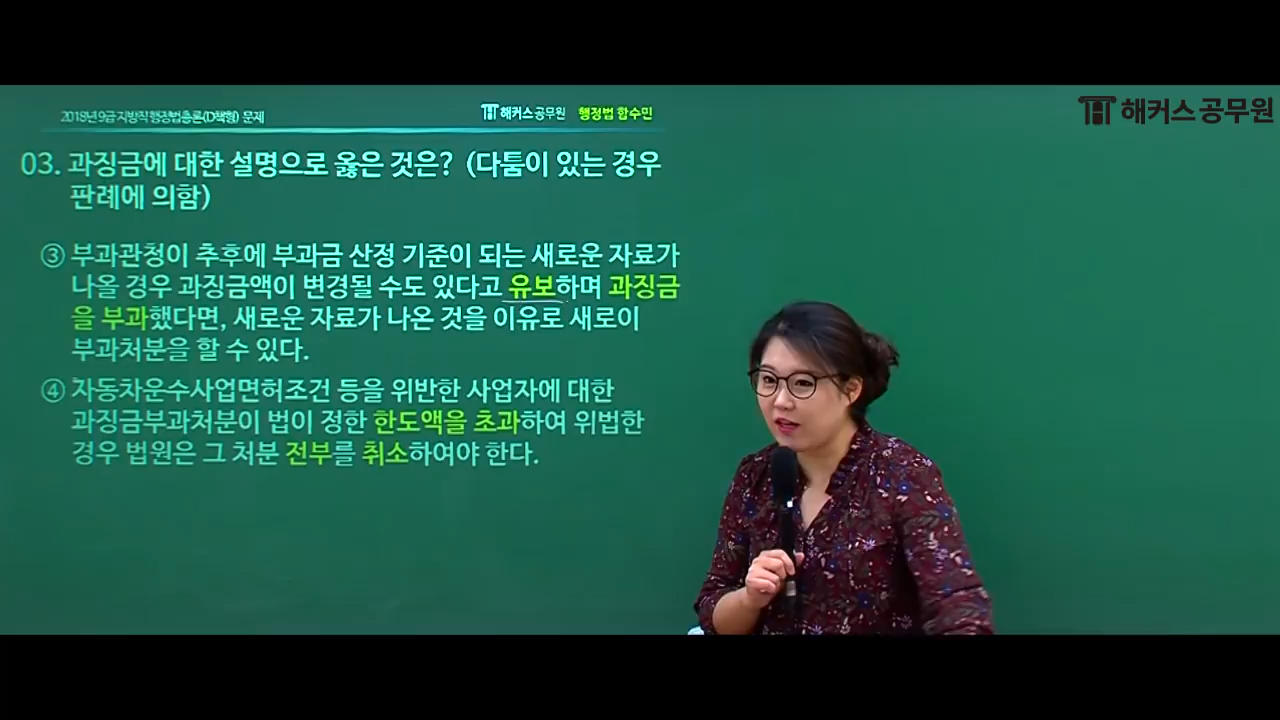 2018년 9급 지방직 행정법총론(D책형) 문제
해커스공무원 행정법 함수민
해커스공무원
03. 과징금에 대한 설명으로 옳은 것은? (다툼이 있는 경우
판례에 의함)
③ 부과관청이 추후에 부과금 산정 기준이 되는 새로운 자료가
나올 경우 과징금액이 변경될 수도 있다고 유보하며 과징금
을 부과했다면, 새로운 자료가 나온 것을 이유로 새로이
부과처분을 할 수 있다.
④ 자동차운수사업면허조건 등을 위반한 사업자에 대한
과징금부과처분이 법이 정한 한도액을 초과하여 위법한
경우 법원은 그 처분 전부를 취소하여야 한다.